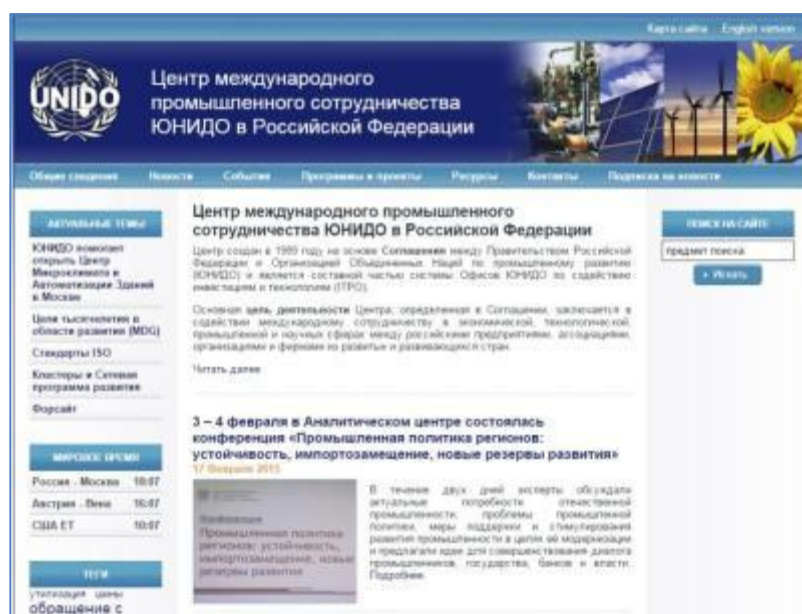 Карта сайта English version
UNIDO
Центр международного
промышленного сотрудничества
ЮНИДО в Российской Федерации
Общие сведения Новости События Программы и проекты Ресурсы Контакты Подписка на новости
АКТУАЛЬНЫЕ ТЕМЫ
ЮНИДО помогает
открыть Центр
Микроклимата и
Автоматизации Зданий
в Москве
Цели тысячелетия в
области развития (MDG)
Стандарты ISO
Кластеры и Сетевая
программа развития
Форсайт
МИРОВОЕ ВРЕМЯ
Россия - Москва 18:07
Австрия - Вена 16:07
США ET 10:07
ТЕГИ
утилизация шины
обращение с
Центр международного промышленного
сотрудничества ЮНИДО в Российской Федерации
Центр создан в 1989 году на основе Соглашения между Правительством Российской
Федерации и Организацией Объединенных Наций по промышленному развитию
(ЮНИДО) и является составной частью системы Офисов ЮНИДО по содействию
инвестициям и технологиям (ITPO).
Основная цель деятельности Центра, определенная в Соглашении, заключается в
содействии международному сотрудничеству в экономической, технологической,
промышленной и научных сферах между российскими предприятиями, ассоциациями,
организациями и фирмами из развитых и развивающихся стран.
Читать далее
3 – 4 февраля в Аналитическом центре состоялась
конференция «Промышленная политика регионов:
устойчивость, импортозамещение, новые резервы развития»
17 Февраля 2015
Конференция
Промышленная политика
регионов: устойчивость,
импортозамещение, новые
резервы развития
В течение двух дней эксперты обсуждали
актуальные потребности отечественной
промышленности, проблемы промышленной
политики, меры поддержки и стимулирования
развития промышленности в целях её модернизации
и предлагали идеи для совершенствования диалога
промышленников, государства, банков и власти.
Подробнее.
ПОИСК НА САЙТЕ
предмет поиска
Искать